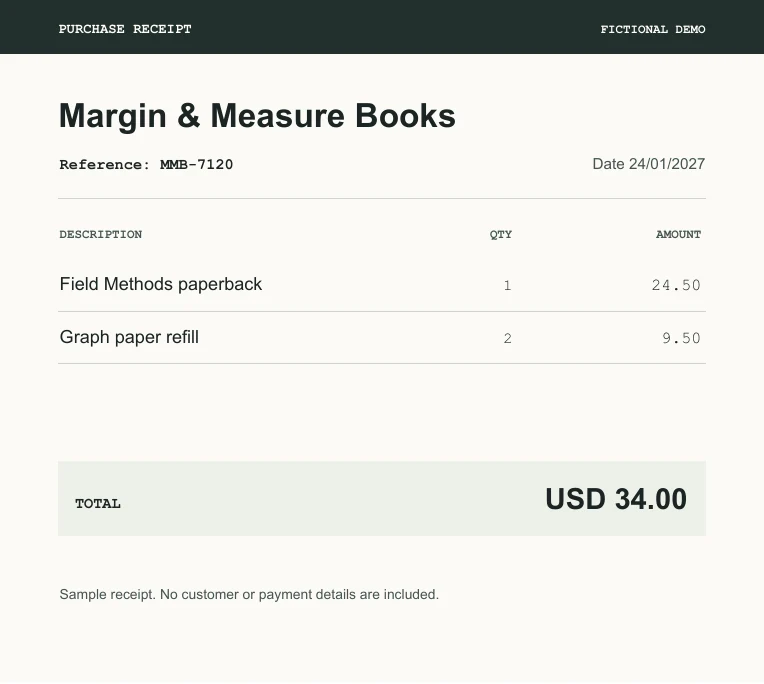 PURCHASE RECEIPT FICTIONAL DEMO
Margin & Measure Books
Reference: MMB-7120 Date 24/01/2027
DESCRIPTION QTY AMOUNT
Field Methods paperback 1 24.50
Graph paper refill 2 9.50
TOTAL USD 34.00
Sample receipt. No customer or payment details are included.